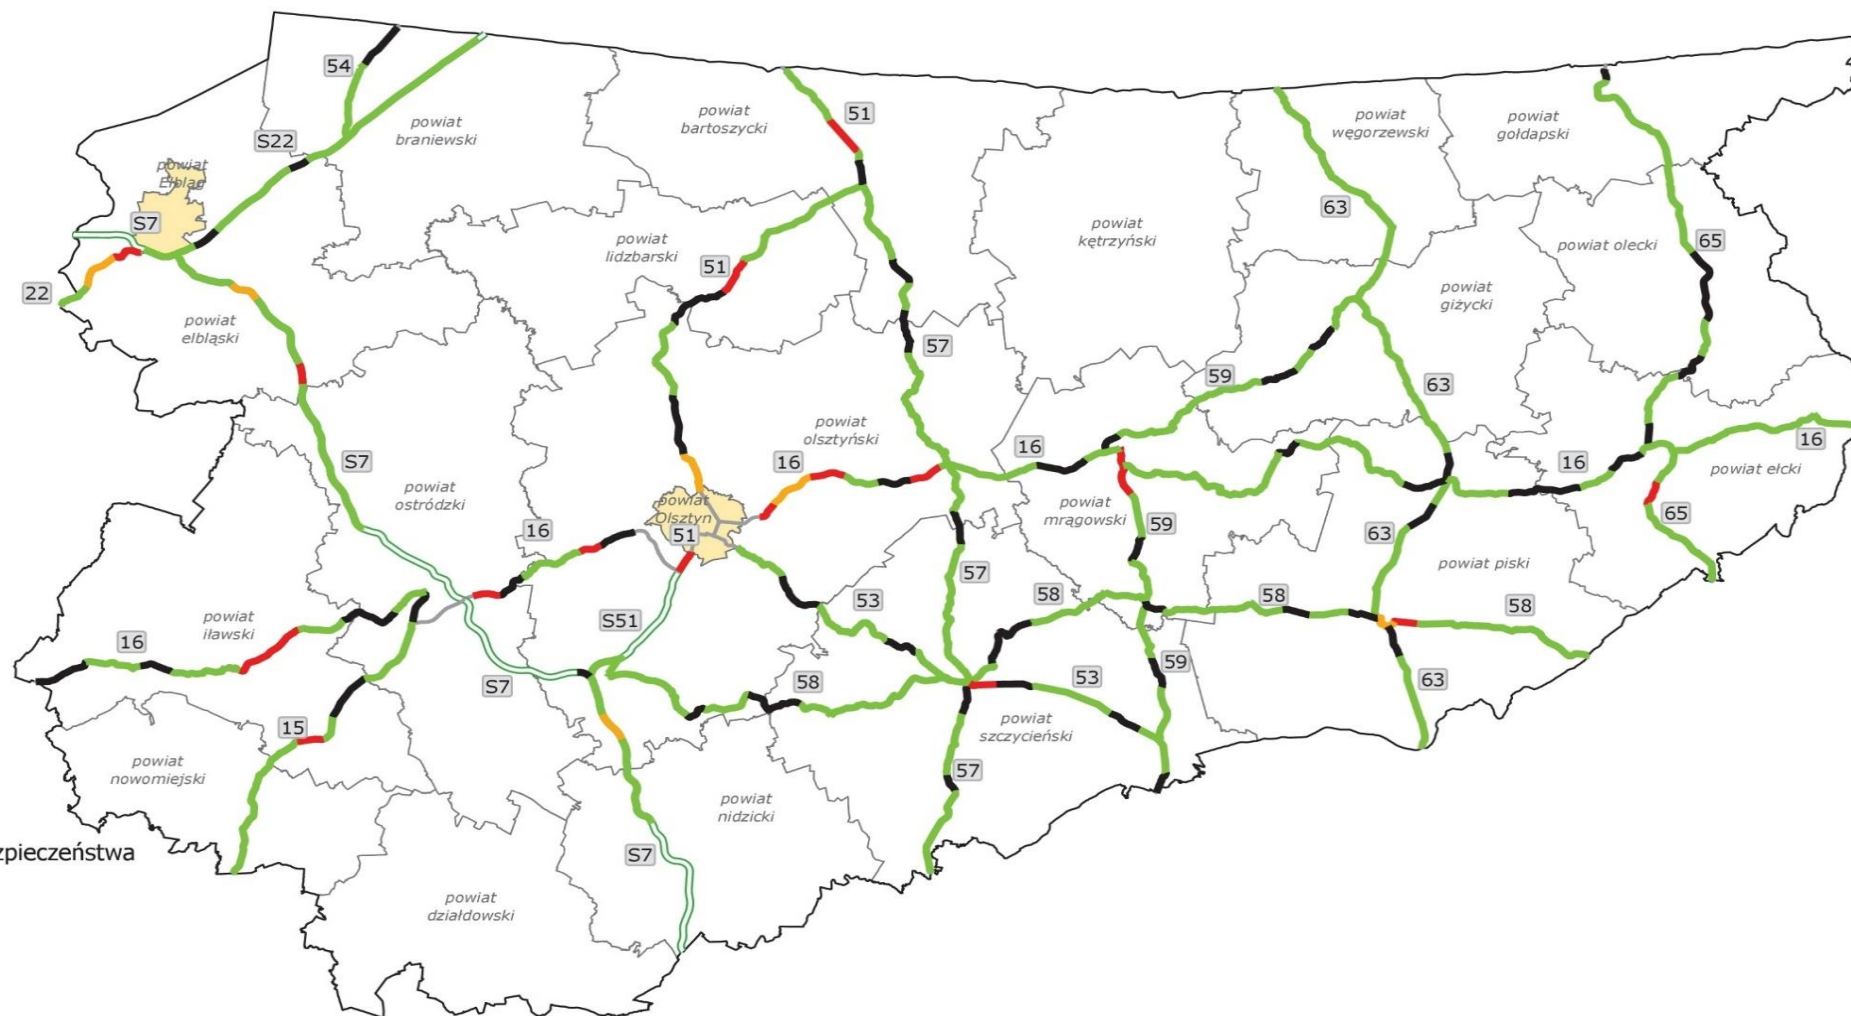 54
S22
powiat
braniewski
powiat
bartoszycki
51
powiat
węgorzewski
powiat
gołdapski
powiat
Elbląg
S7
22
powiat
elbląski
powiat
lidzbarski
51
powiat
kętrzyński
63
powiat olecki
65
powiat
giżycki
57
59
63
S7
powiat
ostródzki
powiat
olsztyński
16
16
16
powiat ełcki
16
powiat
Olsztyn
51
16
powiat
mrągowski
59
63
65
powiat piski
57
58
58
58
53
S51
powiat
iławski
16
S7
58
53
59
63
15
powiat
szczycieński
powiat
nowomiejski
57
powiat
nidzicki
zpieczeństwa
S7
powiat
działdowski